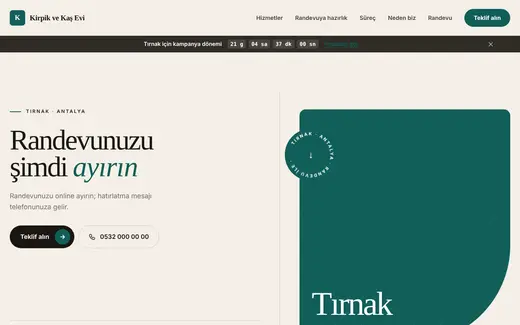 K Kirpik ve Kaş Evi
Hizmetler Randevuya hazırlık Süreç Neden biz Randevu Teklif alın
Tırnak için kampanya dönemi 21 g 04 sa 37 dk 00 sn
TIRNAK · ANTALYA
Randevunuzu
şimdi ayırın
Randevunuzu online ayırın; hatırlatma mesajı
telefonunuza gelir.
Teklif alın → 0532 000 00 00
TIRNAK · ANTALYA · RANDEVU İLE ·
↓
Tırnak